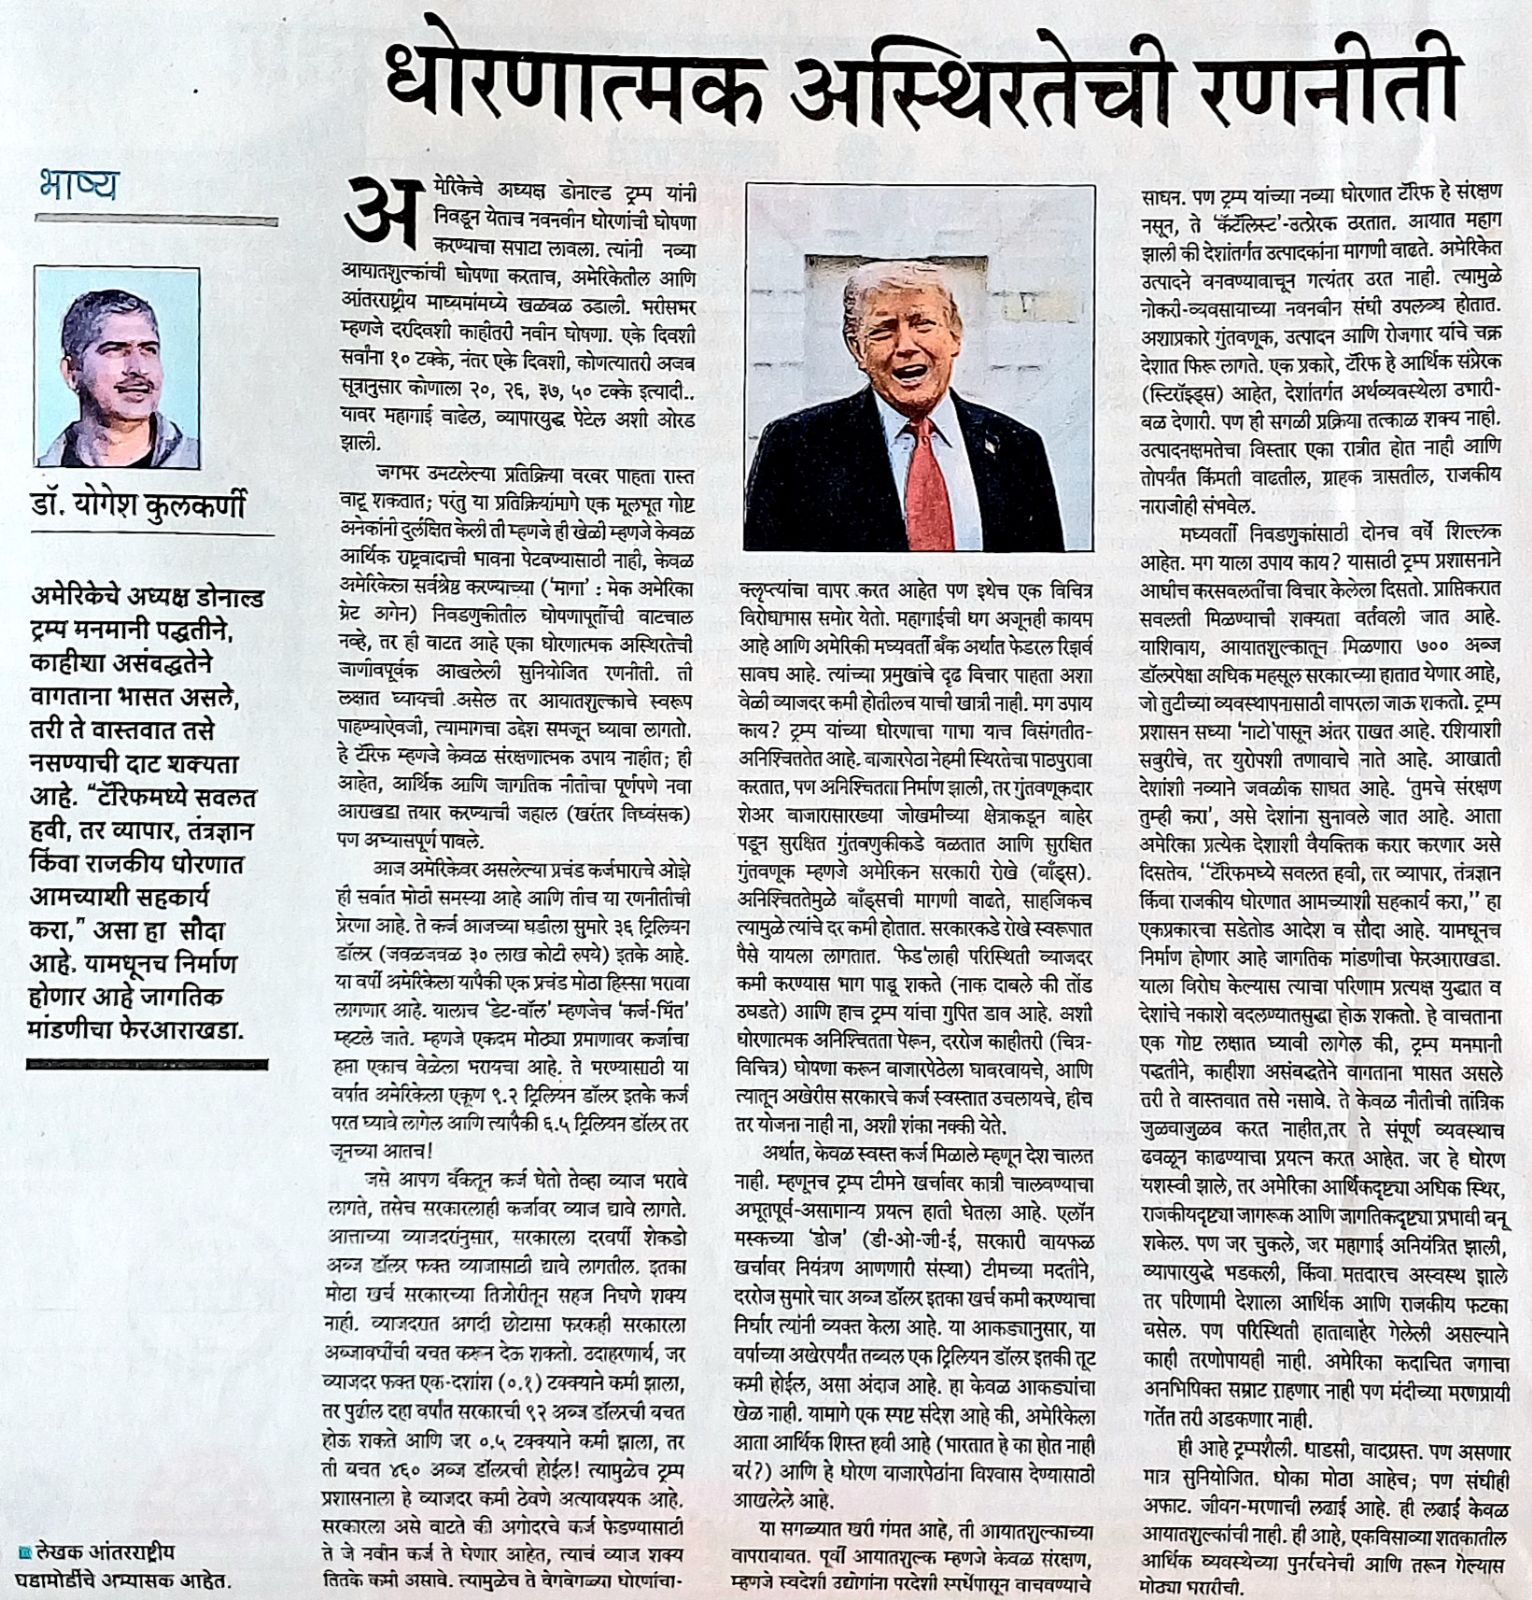 धोरणात्मक अस्थिरतेची रणनीती
भाष्य
डॉ. योगेश कुलकर्णी
अमेरिकेचे अध्यक्ष डोनाल्ड
ट्रम्प मनमानी पद्धतीने,
काहीशा असंबद्धतेने
वागताना भासत असले,
तरी ते वास्तवात तसे
नसण्याची दाट शक्यता
आहे. “टॅरिफमध्ये सवलत
हवी, तर व्यापार, तंत्रज्ञान
किंवा राजकीय धोरणात
आमच्याशी सहकार्य
करा,” असा हा सौदा
आहे. यामधूनच निर्माण
होणार आहे जागतिक
मांडणीचा फेरआराखडा.
लेखक आंतरराष्ट्रीय
घडामोडींचे अभ्यासक आहेत.
अमेरिकेचे अध्यक्ष डोनाल्ड ट्रम्प यांनी
निवडून येताच नवनवीन धोरणांची घोषणा
करण्याचा सपाटा लावला. त्यांनी नव्या
आयातशुल्कांची घोषणा करताच, अमेरिकेतील आणि
आंतरराष्ट्रीय माध्यमांमध्ये खळबळ उडाली. भरीसभर
म्हणजे दरदिवशी काहीतरी नवीन घोषणा. एके दिवशी
सर्वांना १० टक्के, नंतर एके दिवशी, कोणत्यातरी अजब
सूत्रानुसार कोणाला २०, २६, ३७, ५० टक्के इत्यादी..
यावर महागाई वाढेल, व्यापारयुद्ध पेटेल अशी ओरड
झाली.
जगभर उमटलेल्या प्रतिक्रिया वरवर पाहता रास्त
वाटू शकतात; परंतु या प्रतिक्रियांमागे एक मूलभूत गोष्ट
अनेकांनी दुर्लक्षित केली ती म्हणजे ही खेळी म्हणजे केवळ
आर्थिक राष्ट्रवादाची भावना पेटवण्यासाठी नाही, केवळ
अमेरिकेला सर्वश्रेष्ठ करण्याच्या (‘मागा’ : मेक अमेरिका
ग्रेट अगेन) निवडणुकीतील घोषणापूर्तीची वाटचाल
नव्हे, तर ही वाटत आहे एका धोरणात्मक अस्थिरतेची
जाणीवपूर्वक आखलेली सुनियोजित रणनीती. ती
लक्षात घ्यायची असेल तर आयातशुल्काचे स्वरूप
पाहण्याऐवजी, त्यामागचा उद्देश समजून घ्यावा लागतो.
हे टॅरिफ म्हणजे केवळ संरक्षणात्मक उपाय नाहीत; ही
आहेत, आर्थिक आणि जागतिक नीतीचा पूर्णपणे नवा
आराखडा तयार करण्याची जहाल (खरंतर विध्वंसक)
पण अभ्यासपूर्ण पावले.
आज अमेरिकेवर असलेल्या प्रचंड कर्जभाराचे ओझे
ही सर्वात मोठी समस्या आहे आणि तीच या रणनीतीची
प्रेरणा आहे. ते कर्ज आजच्या घडीला सुमारे ३६ ट्रिलियन
डॉलर (जवळजवळ ३० लाख कोटी रुपये) इतके आहे.
या वर्षी अमेरिकेला यापैकी एक प्रचंड मोठा हिस्सा भरावा
लागणार आहे. यालाच ‘डेट-वॉल’ म्हणजेच ‘कर्ज-भिंत’
म्हटले जाते. म्हणजे एकदम मोठ्या प्रमाणावर कर्जाचा
हप्ता एकाच वेळेला भरायचा आहे. ते भरण्यासाठी या
वर्षात अमेरिकेला एकूण ९.२ ट्रिलियन डॉलर इतके कर्ज
परत घ्यावे लागेल आणि त्यापैकी ६.५ ट्रिलियन डॉलर तर
जूनच्या आतच!
जसे आपण बँकेतून कर्ज घेतो तेव्हा व्याज भरावे
लागते, तसेच सरकारलाही कर्जावर व्याज द्यावे लागते.
आत्ताच्या व्याजदरांनुसार, सरकारला दरवर्षी शेकडो
अब्ज डॉलर फक्त व्याजासाठी द्यावे लागतील. इतका
मोठा खर्च सरकारच्या तिजोरीतून सहज निघणे शक्य
नाही. व्याजदरात अगदी छोटासा फरकही सरकारला
अब्जावधींची बचत करून देऊ शकतो. उदाहरणार्थ, जर
व्याजदर फक्त एक-दशांश (०.१) टक्क्याने कमी झाला,
तर पुढील दहा वर्षांत सरकारची ९२ अब्ज डॉलरची बचत
होऊ शकते आणि जर ०.५ टक्क्याने कमी झाला, तर
ती बचत ४६० अब्ज डॉलरची होईल! त्यामुळेच ट्रम्प
प्रशासनाला हे व्याजदर कमी ठेवणे अत्यावश्यक आहे.
सरकारला असे वाटते की अगोदरचे कर्ज फेडण्यासाठी
ते जे नवीन कर्ज ते घेणार आहेत, त्याचं व्याज शक्य
तितके कमी असावे. त्यामुळेच ते वेगवेगळ्या धोरणांचा-
क्लृप्त्यांचा वापर करत आहेत पण इथेच एक विचित्र
विरोधाभास समोर येतो. महागाईची धग अजूनही कायम
आहे आणि अमेरिकी मध्यवर्ती बँक अर्थात फेडरल रिझर्व
सावध आहे. त्यांच्या प्रमुखांचे दृढ विचार पाहता अशा
वेळी व्याजदर कमी होतीलच याची खात्री नाही. मग उपाय
काय? ट्रम्प यांच्या धोरणाचा गाभा याच विसंगतीत-
अनिश्चिततेत आहे. बाजारपेठा नेहमी स्थिरतेचा पाठपुरावा
करतात, पण अनिश्चितता निर्माण झाली, तर गुंतवणूकदार
शेअर बाजारासारख्या जोखमीच्या क्षेत्राकडून बाहेर
पडून सुरक्षित गुंतवणुकीकडे वळतात आणि सुरक्षित
गुंतवणूक म्हणजे अमेरिकन सरकारी रोखे (बाँड्स).
अनिश्चिततेमुळे बाँड्सची मागणी वाढते, साहजिकच
त्यामुळे त्यांचे दर कमी होतात. सरकारकडे रोखे स्वरूपात
पैसे यायला लागतात. ‘फेड’लाही परिस्थिती व्याजदर
कमी करण्यास भाग पाडू शकते (नाक दाबले की तोंड
उघडते) आणि हाच ट्रम्प यांचा गुपित डाव आहे. अशी
धोरणात्मक अनिश्चितता पेरून, दररोज काहीतरी (चित्र-
विचित्र) घोषणा करून बाजारपेठेला घाबरवायचे, आणि
त्यातून अखेरीस सरकारचे कर्ज स्वस्तात उचलायचे, हीच
तर योजना नाही ना, अशी शंका नक्की येते.
अर्थात, केवळ स्वस्त कर्ज मिळाले म्हणून देश चालत
नाही. म्हणूनच ट्रम्प टीमने खर्चावर कात्री चालवण्याचा
अभूतपूर्व-असामान्य प्रयत्न हाती घेतला आहे. एलॉन
मस्कच्या ‘डोज’ (डी-ओ-जी-ई, सरकारी वायफळ
खर्चावर नियंत्रण आणणारी संस्था) टीमच्या मदतीने,
दररोज सुमारे चार अब्ज डॉलर इतका खर्च कमी करण्याचा
निर्धार त्यांनी व्यक्त केला आहे. या आकड्यानुसार, या
वर्षाच्या अखेरपर्यंत तब्बल एक ट्रिलियन डॉलर इतकी तूट
कमी होईल, असा अंदाज आहे. हा केवळ आकड्यांचा
खेळ नाही. यामागे एक स्पष्ट संदेश आहे की, अमेरिकेला
आता आर्थिक शिस्त हवी आहे (भारतात हे का होत नाही
बरं?) आणि हे धोरण बाजारपेठांना विश्वास देण्यासाठी
आखलेले आहे.
या सगळ्यात खरी गंमत आहे, ती आयातशुल्काच्या
वापराबाबत. पूर्वी आयातशुल्क म्हणजे केवळ संरक्षण,
म्हणजे स्वदेशी उद्योगांना परदेशी स्पर्धेपासून वाचवण्याचे
साधन. पण ट्रम्प यांच्या नव्या धोरणात टॅरिफ हे संरक्षण
नसून, ते ‘कॅटॅलिस्ट’-उत्प्रेरक ठरतात. आयात महाग
झाली की देशांतर्गत उत्पादकांना मागणी वाढते. अमेरिकेत
उत्पादने बनवण्यावाचून गत्यंतर उरत नाही. त्यामुळे
नोकरी-व्यवसायाच्या नवनवीन संधी उपलब्ध होतात.
अशाप्रकारे गुंतवणूक, उत्पादन आणि रोजगार यांचे चक्र
देशात फिरू लागते. एक प्रकारे, टॅरिफ हे आर्थिक संप्रेरक
(स्टिरॉइड्स) आहेत, देशांतर्गत अर्थव्यवस्थेला उभारी-
बळ देणारी. पण ही सगळी प्रक्रिया तत्काळ शक्य नाही.
उत्पादनक्षमतेचा विस्तार एका रात्रीत होत नाही आणि
तोपर्यंत किंमती वाढतील, ग्राहक त्रासतील, राजकीय
नाराजीही संभवेल.
मध्यवर्ती निवडणुकांसाठी दोनच वर्षे शिल्लक
आहेत. मग याला उपाय काय? यासाठी ट्रम्प प्रशासनाने
आधीच करसवलतींचा विचार केलेला दिसतो. प्राप्तिकरात
सवलती मिळण्याची शक्यता वर्तवली जात आहे.
याशिवाय, आयातशुल्कातून मिळणारा ७०० अब्ज
डॉलरपेक्षा अधिक महसूल सरकारच्या हातात येणार आहे,
जो तुटीच्या व्यवस्थापनासाठी वापरला जाऊ शकतो. ट्रम्प
प्रशासन सध्या ‘नाटो’पासून अंतर राखत आहे. रशियाशी
सबुरीचे, तर युरोपशी तणावाचे नाते आहे. आखाती
देशांशी नव्याने जवळीक साधत आहे. ‘तुमचे संरक्षण
तुम्ही करा’, असे देशांना सुनावले जात आहे. आता
अमेरिका प्रत्येक देशाशी वैयक्तिक करार करणार असे
दिसतेच. ‘‘टॅरिफमध्ये सवलत हवी, तर व्यापार, तंत्रज्ञान
किंवा राजकीय धोरणात आमच्याशी सहकार्य करा,’’ हा
एकप्रकारचा सडेतोड आदेश व सौदा आहे. यामधूनच
निर्माण होणार आहे जागतिक मांडणीचा फेरआराखडा.
याला विरोध केल्यास त्याचा परिणाम प्रत्यक्ष युद्धात व
देशांचे नकाशे बदलण्यातसुद्धा होऊ शकतो. हे वाचताना
एक गोष्ट लक्षात घ्यावी लागेल की, ट्रम्प मनमानी
पद्धतीने, काहीशा असंबद्धतेने वागताना भासत असले
तरी ते वास्तवात तसे नसावे. ते केवळ नीतीची तांत्रिक
जुळवाजुळव करत नाहीत,तर ते संपूर्ण व्यवस्थाच
ढवळून काढण्याचा प्रयत्न करत आहेत. जर हे धोरण
यशस्वी झाले, तर अमेरिका आर्थिकदृष्ट्या अधिक स्थिर,
राजकीयदृष्ट्या जागरूक आणि जागतिकदृष्ट्या प्रभावी बनू
शकेल. पण जर चुकले, जर महागाई अनियंत्रित झाली,
व्यापारयुद्धे भडकली, किंवा मतदारच अस्वस्थ झाले
तर परिणामी देशाला आर्थिक आणि राजकीय फटका
बसेल. पण परिस्थिती हाताबाहेर गेलेली असल्याने
काही तरणोपायही नाही. अमेरिका कदाचित जगाचा
अनभिषिक्त सम्राट राहणार नाही पण मंदीच्या मरणप्रायी
गर्तेत तरी अडकणार नाही.
ही आहे ट्रम्पशैली. धाडसी, वादग्रस्त. पण असणार
मात्र सुनियोजित. धोका मोठा आहेच; पण संधीही
अफाट. जीवन-मरणाची लढाई आहे. ही लढाई केवळ
आयातशुल्कांची नाही. ही आहे, एकविसाव्या शतकातील
आर्थिक व्यवस्थेच्या पुनर्रचनेची आणि तरून गेल्यास
मोठ्या भरारीची.